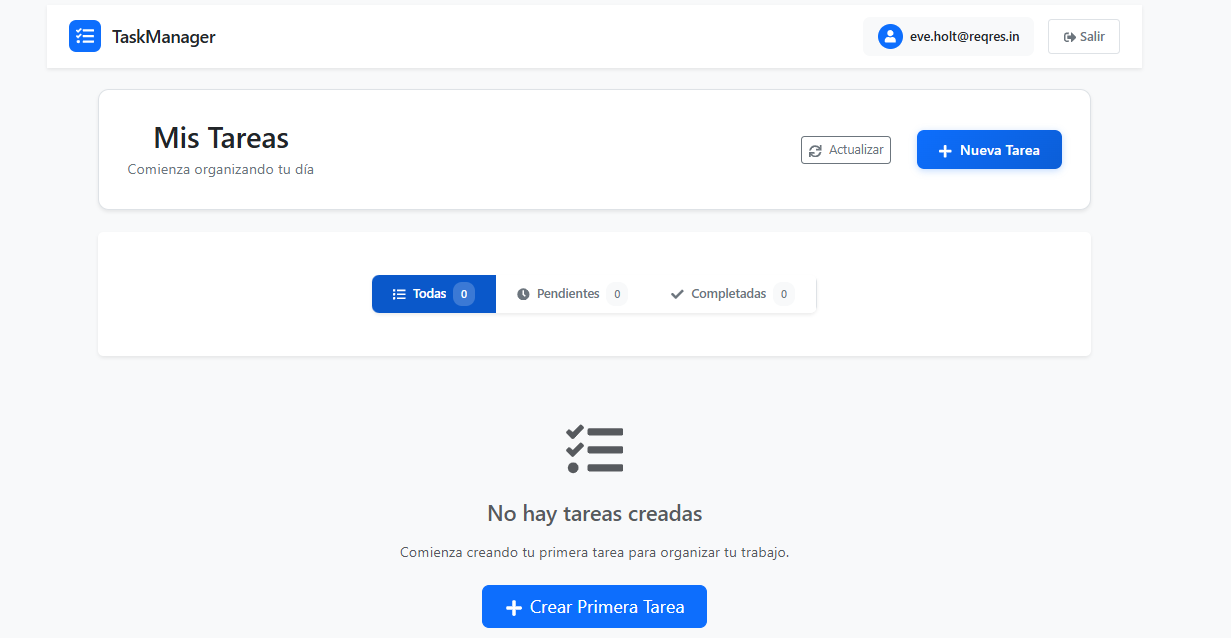 TaskManager
eve.holt@reqres.in
Salir
Mis Tareas
Comienza organizando tu día
Actualizar
Nueva Tarea
Todas 0
Pendientes 0
Completadas 0
No hay tareas creadas
Comienza creando tu primera tarea para organizar tu trabajo.
Crear Primera Tarea